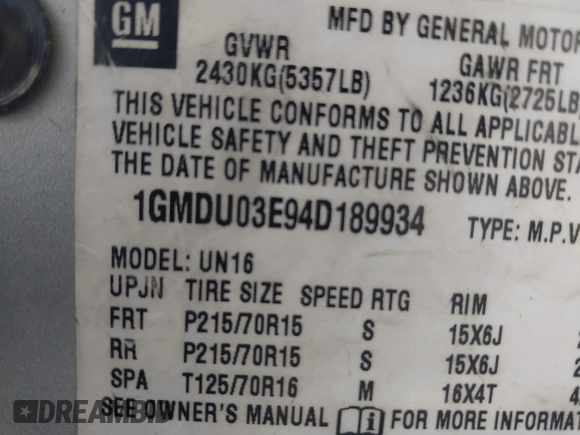 GM
MFD BY GENERAL MOTOR
GVWR
2430KG(5357LB)
GAWR FRT
1236KG(2725LB
THIS VEHICLE CONFORMS TO ALL APPLICABL
VEHICLE SAFETY AND THEFT PREVENTION STA
THE DATE OF MANUFACTURE SHOWN ABOVE.
1GMDU03E94D189934
TYPE: M.P.V
MODEL: UN16
UPJN TIRE SIZE SPEED RTG RIM
FRT P215/70R15 S 15X6J
RR P215/70R15 S 15X6J
SPA T125/70R16 M 16X4T 4
SEE OWNER'S MANUAL FOR MORE INFORMA
DREAMBID